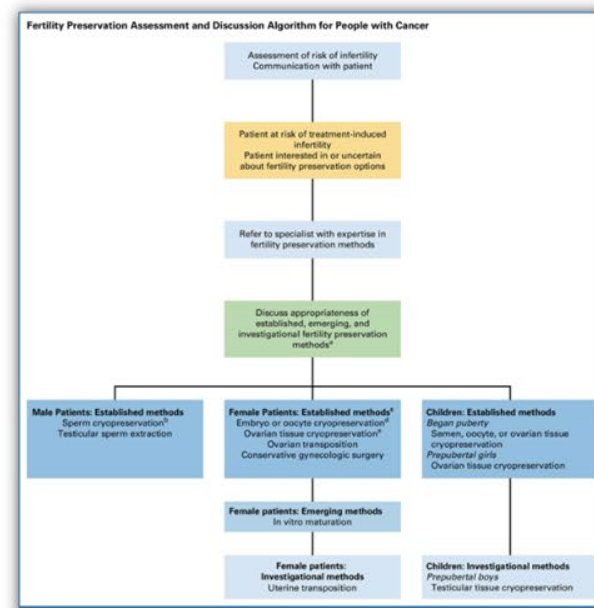 Fertility Preservation Assessment and Discussion Algorithm for People with Cancer
Assessment of risk of infertility
Communication with patient
Patient at risk of treatment-induced
infertility
Patient interested in or uncertain
about fertility preservation options
Refer to specialist with expertise in
fertility preservation methods
Discuss appropriateness of
established, emerging, and
investigational fertility preservation
methodsᵃ
Male Patients: Established methods
Sperm cryopreservationᵇ
Testicular sperm extraction
Female Patients: Established methodsᶜ
Embryo or oocyte cryopreservationᵈ
Ovarian tissue cryopreservationᵉ
Ovarian transposition
Conservative gynecologic surgery
Children: Established methods
Began puberty
Semen, oocyte, or ovarian tissue
cryopreservation
Prepubertal girls
Ovarian tissue cryopreservation
Female patients: Emerging methods
In vitro maturation
Female patients:
Investigational methods
Uterine transposition
Children: Investigational methods
Prepubertal boys
Testicular tissue cryopreservation